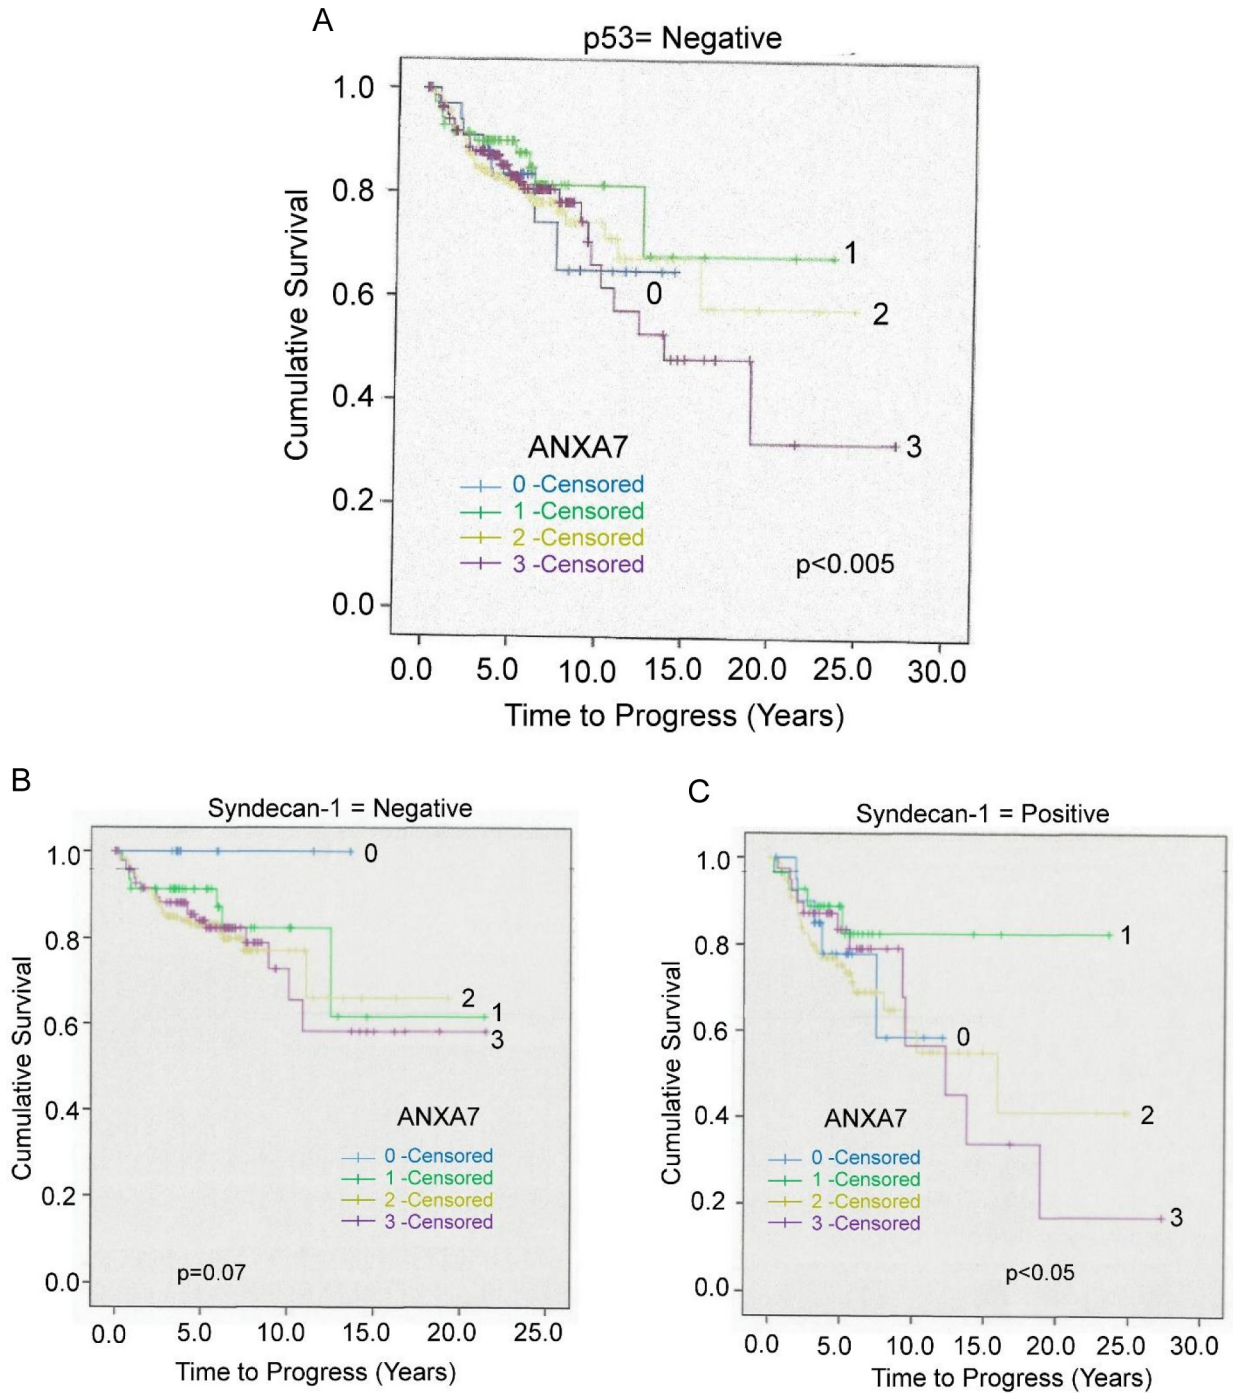 A
p53= Negative
1.0
0.8
0.6
0.4
0.2
0.0
Cumulative Survival
1
0
2
3
ANXA7
0 -Censored
1 -Censored
2 -Censored
3 -Censored
p<0.005
0.0 5.0 10.0 15.0 20.0 25.0 30.0
Time to Progress (Years)
B
Syndecan-1 = Negative
1.0
0.8
0.6
0.4
0.2
0.0
Cumulative Survival
0
2
1
3
ANXA7
0 -Censored
1 -Censored
2 -Censored
3 -Censored
p=0.07
0.0 5.0 10.0 15.0 20.0 25.0
Time to Progress (Years)
C
Syndecan-1 = Positive
1.0
0.8
0.6
0.4
0.2
0.0
Cumulative Survival
1
0
2
3
ANXA7
0 -Censored
1 -Censored
2 -Censored
3 -Censored
p<0.05
0.0 5.0 10.0 15.0 20.0 25.0 30.0
Time to Progress (Years)